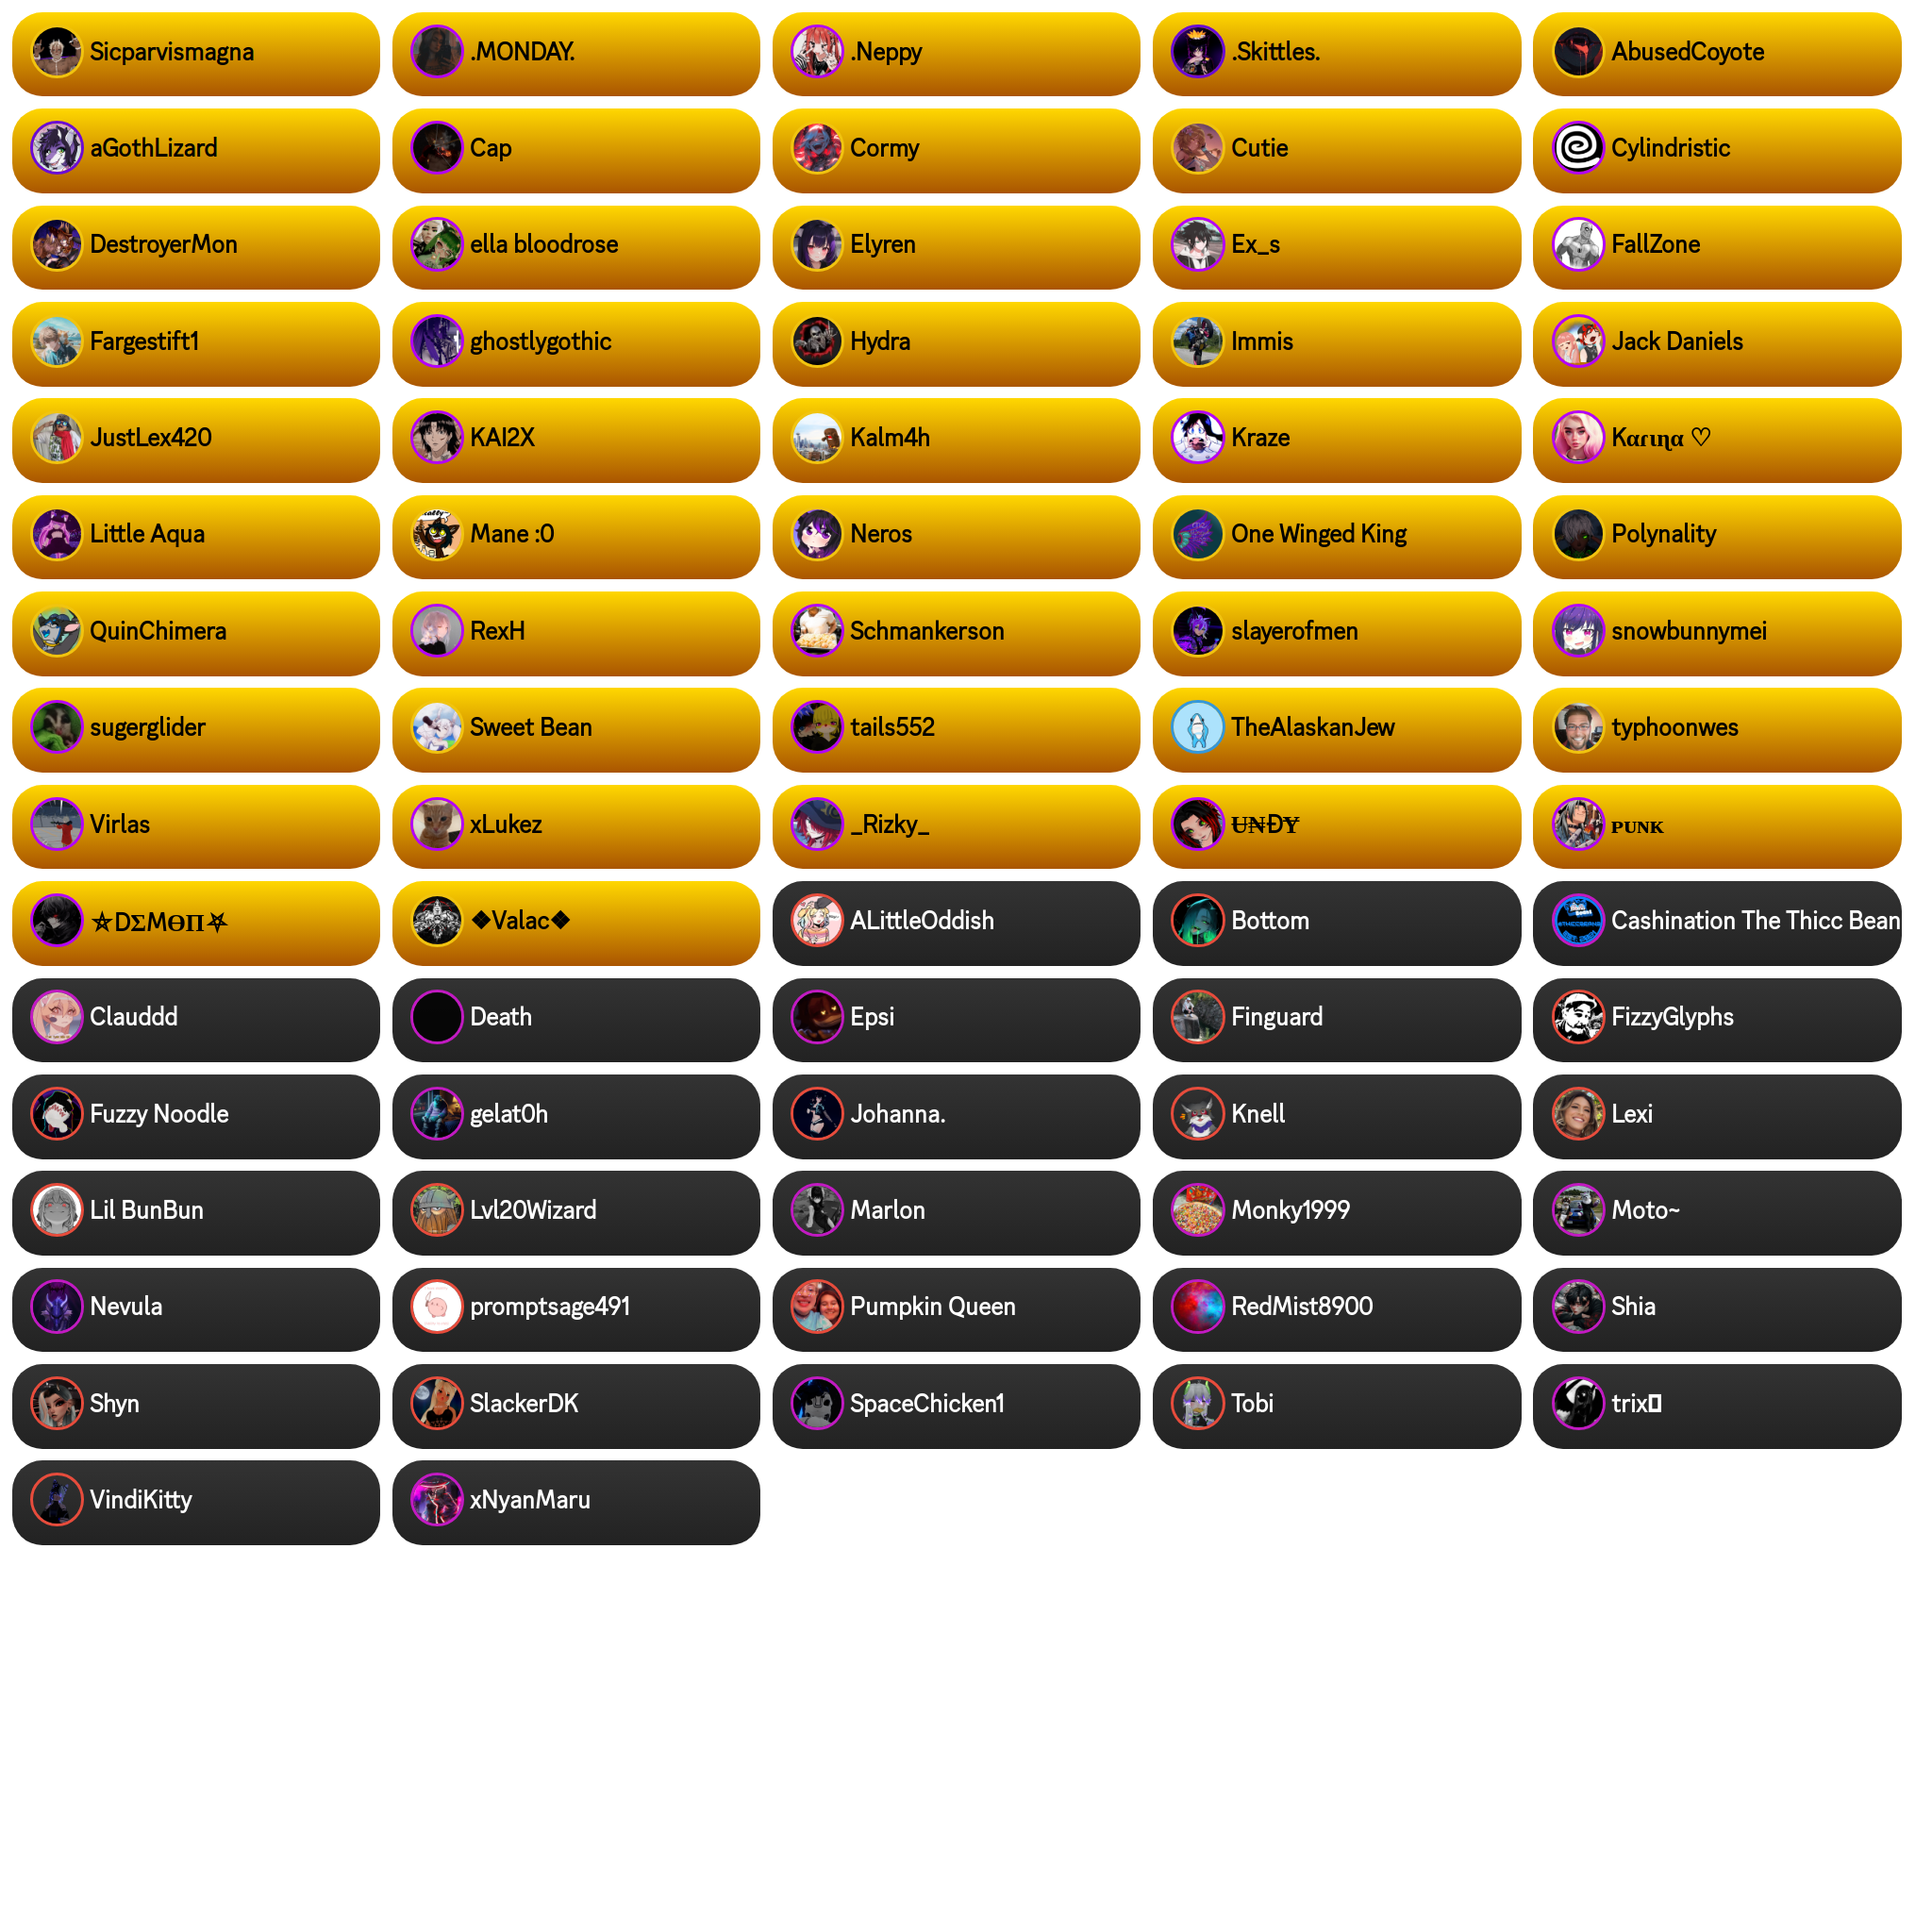 Sicparvismagna
.MONDAY.
.Neppy
.Skittles.
AbusedCoyote
aGothLizard
Cap
Cormy
Cutie
Cylindristic
DestroyerMon
ella bloodrose
Elyren
Ex_s
FallZone
Fargestift1
ghostlygothic
Hydra
Immis
Jack Daniels
JustLex420
KAI2X
Kalm4h
Kraze
Kαɾιɳα ♡
Little Aqua
Mane :0
Neros
One Winged King
Polynality
QuinChimera
RexH
Schmankerson
slayerofmen
snowbunnymei
sugerglider
Sweet Bean
tails552
TheAlaskanJew
typhoonwes
Virlas
xLukez
_Rizky_
U̶₦ĐɎ
ᴘᴜɴᴋ
⛤DΣMӨП⛧
❖Valac❖
ALittleOddish
Bottom
Cashination The Thicc Bean
Clauddd
Death
Epsi
Finguard
FizzyGlyphs
Fuzzy Noodle
gelat0h
Johanna.
Knell
Lexi
Lil BunBun
Lvl20Wizard
Marlon
Monky1999
Moto~
Nevula
promptsage491
Pumpkin Queen
RedMist8900
Shia
Shyn
SlackerDK
SpaceChicken1
Tobi
trix
VindiKitty
xNyanMaru